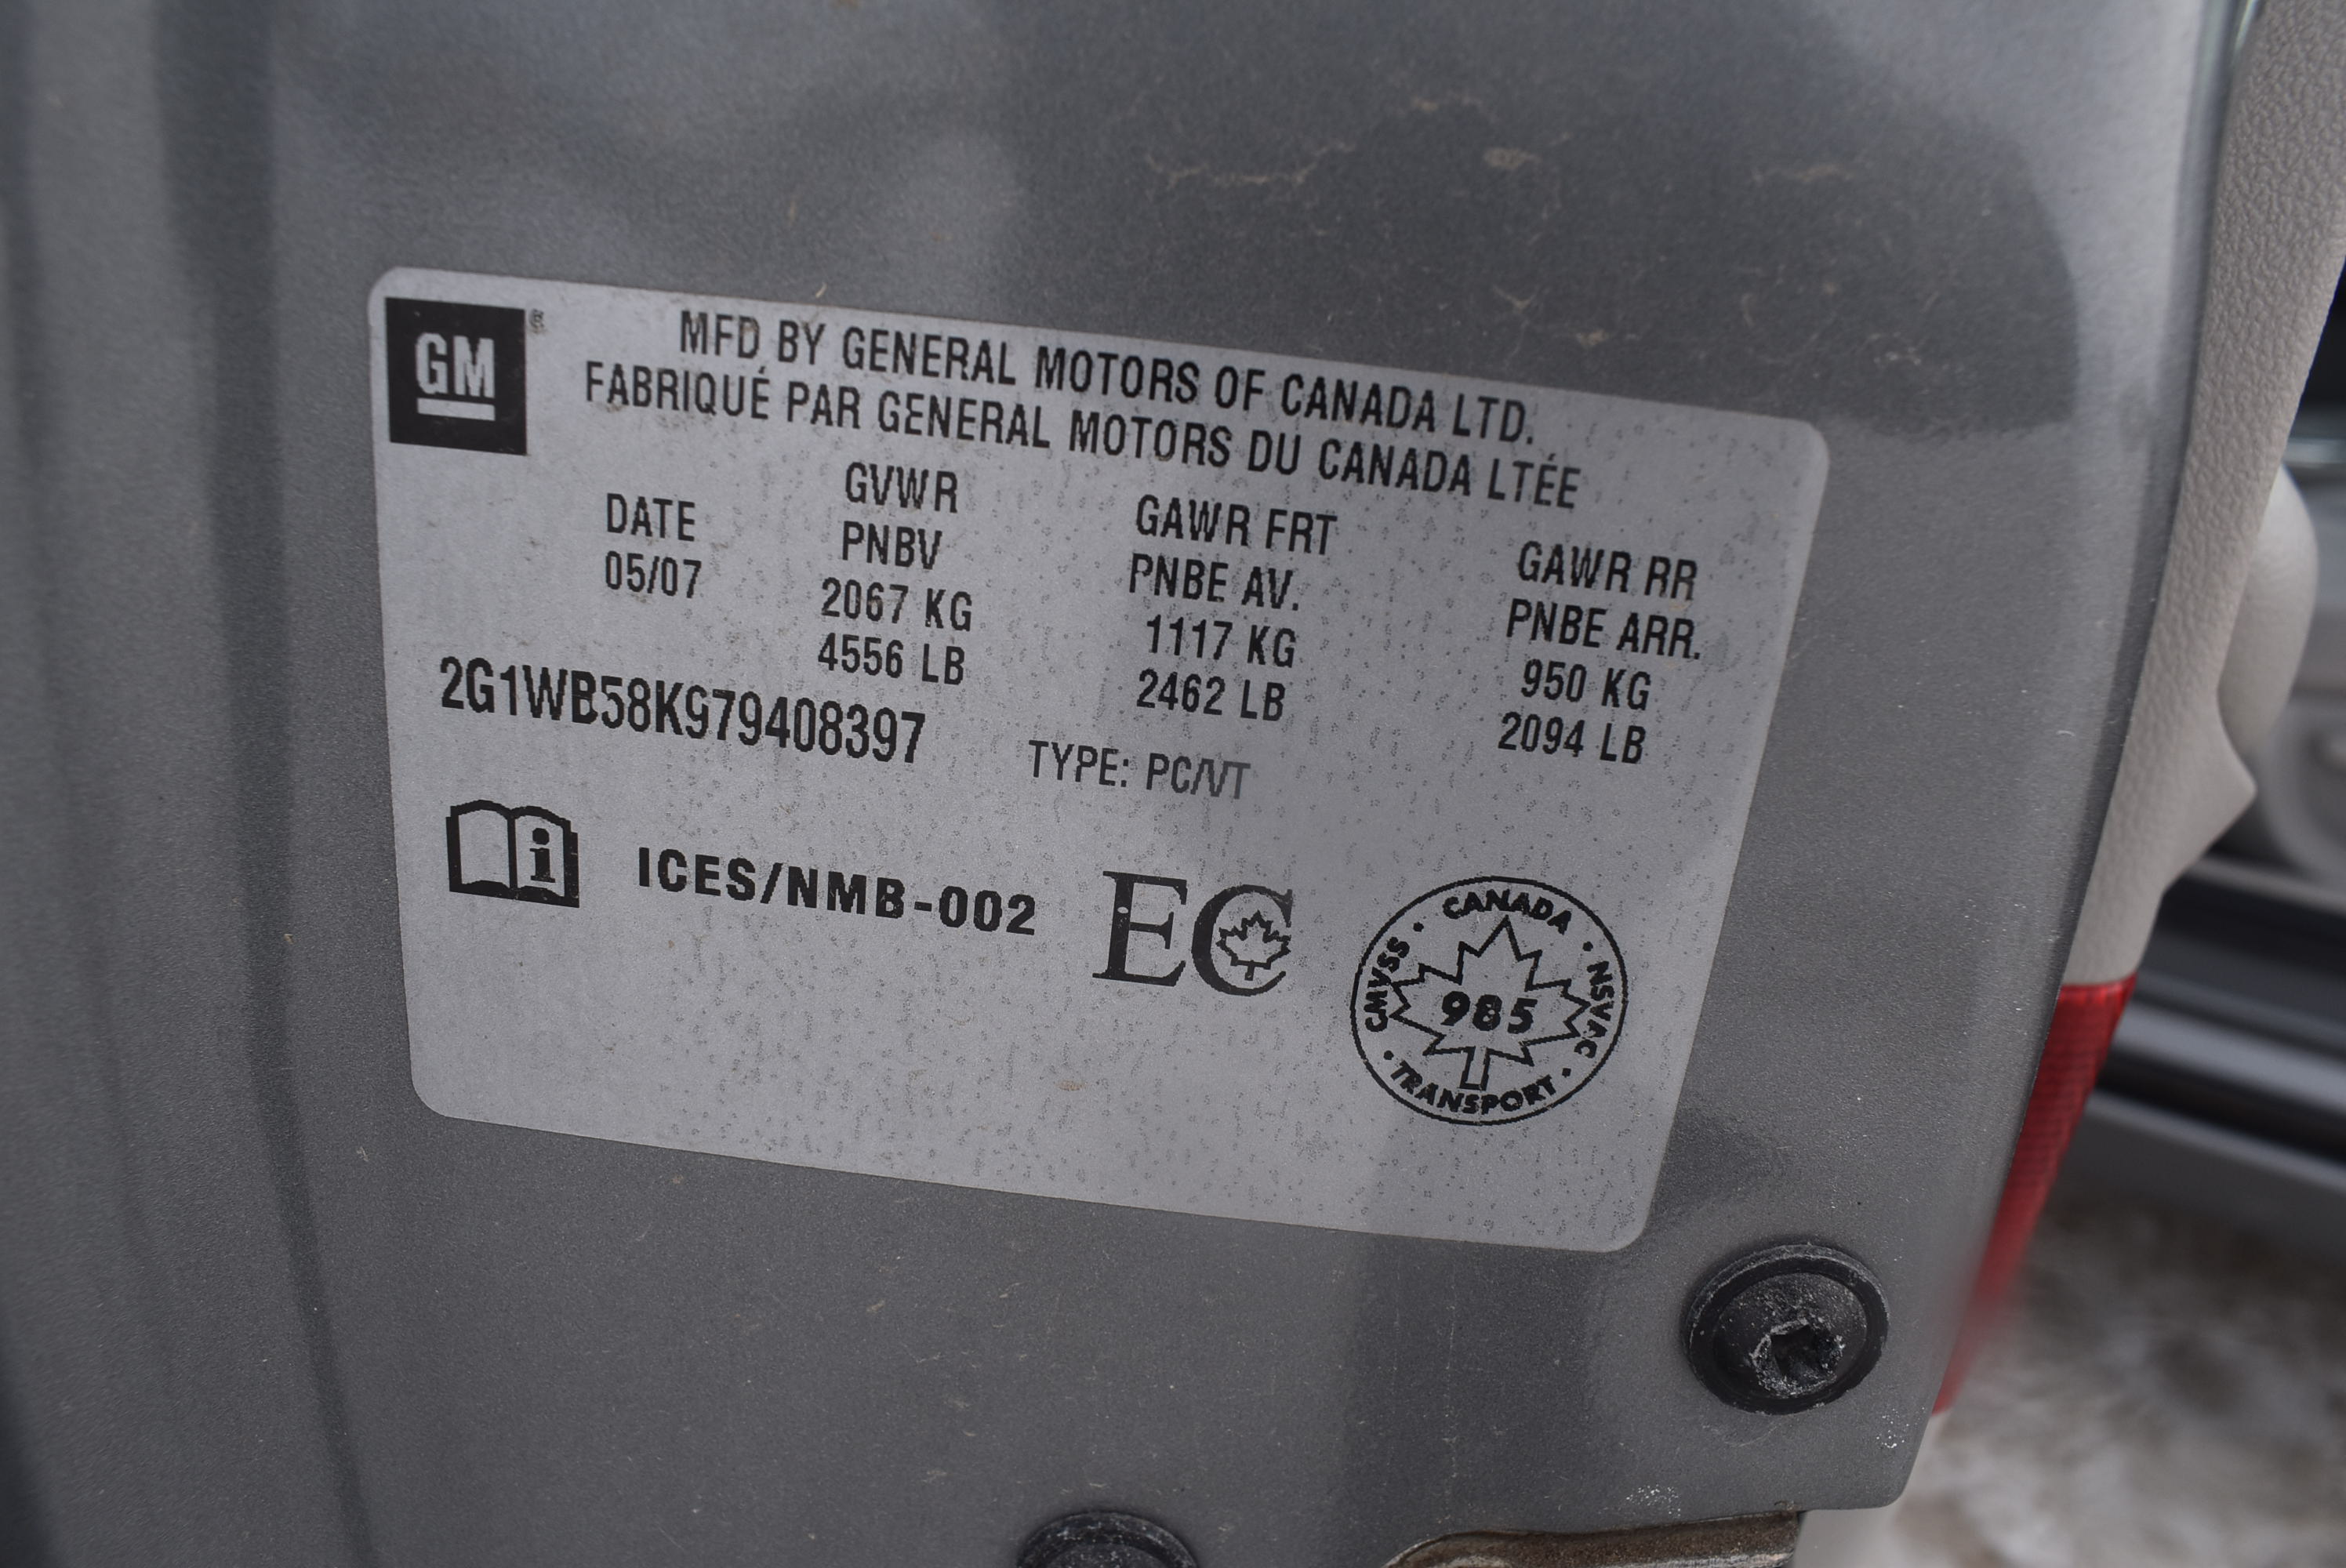 GM
MFD BY GENERAL MOTORS OF CANADA LTD.
FABRIQUÉ PAR GENERAL MOTORS DU CANADA LTÉE
DATE
05/07
GVWR
PNBV
2067 KG
4556 LB
GAWR FRT
PNBE AV.
1117 KG
2462 LB
GAWR RR
PNBE ARR.
950 KG
2094 LB
2G1WB58K979408397
TYPE: PC/VT
i
ICES/NMB-002
EC
CANADA · NSVAC · TRANSPORT · CMVSS ·
985